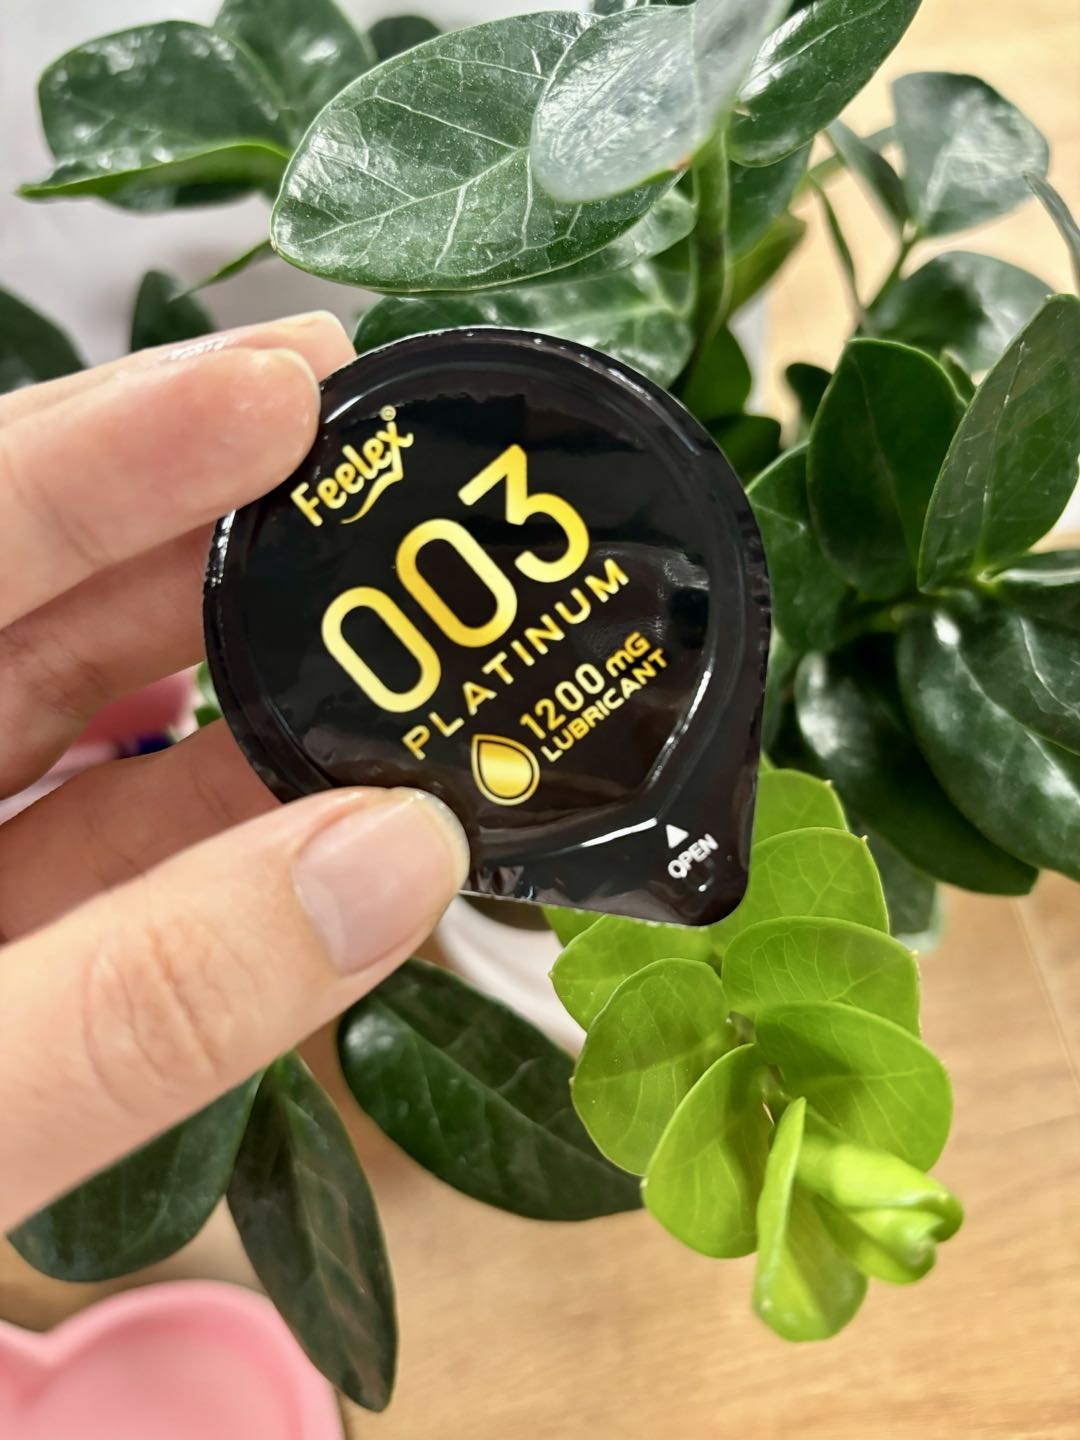 Feelex®
003
PLATINUM
1200 mG
LUBRICANT
OPEN